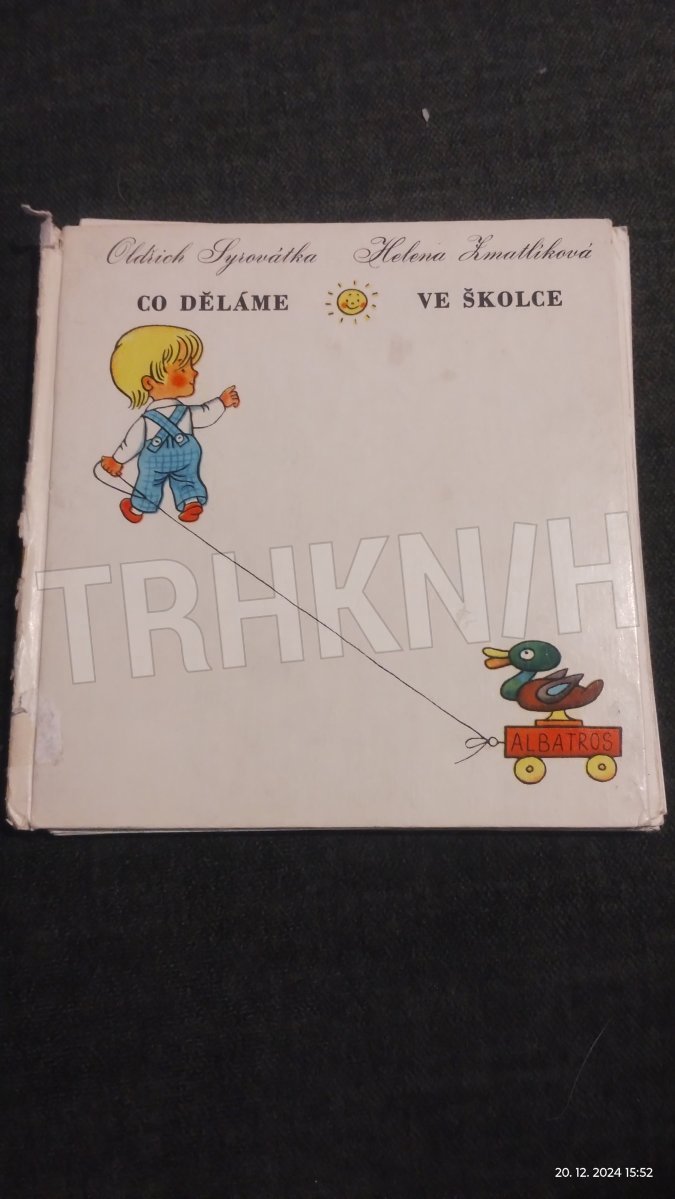 Oldřich Syrovátka Helena Zmatlíková
CO DĚLÁME VE ŠKOLCE
TRHKNIH
ALBATROS
20. 12. 2024 15:52